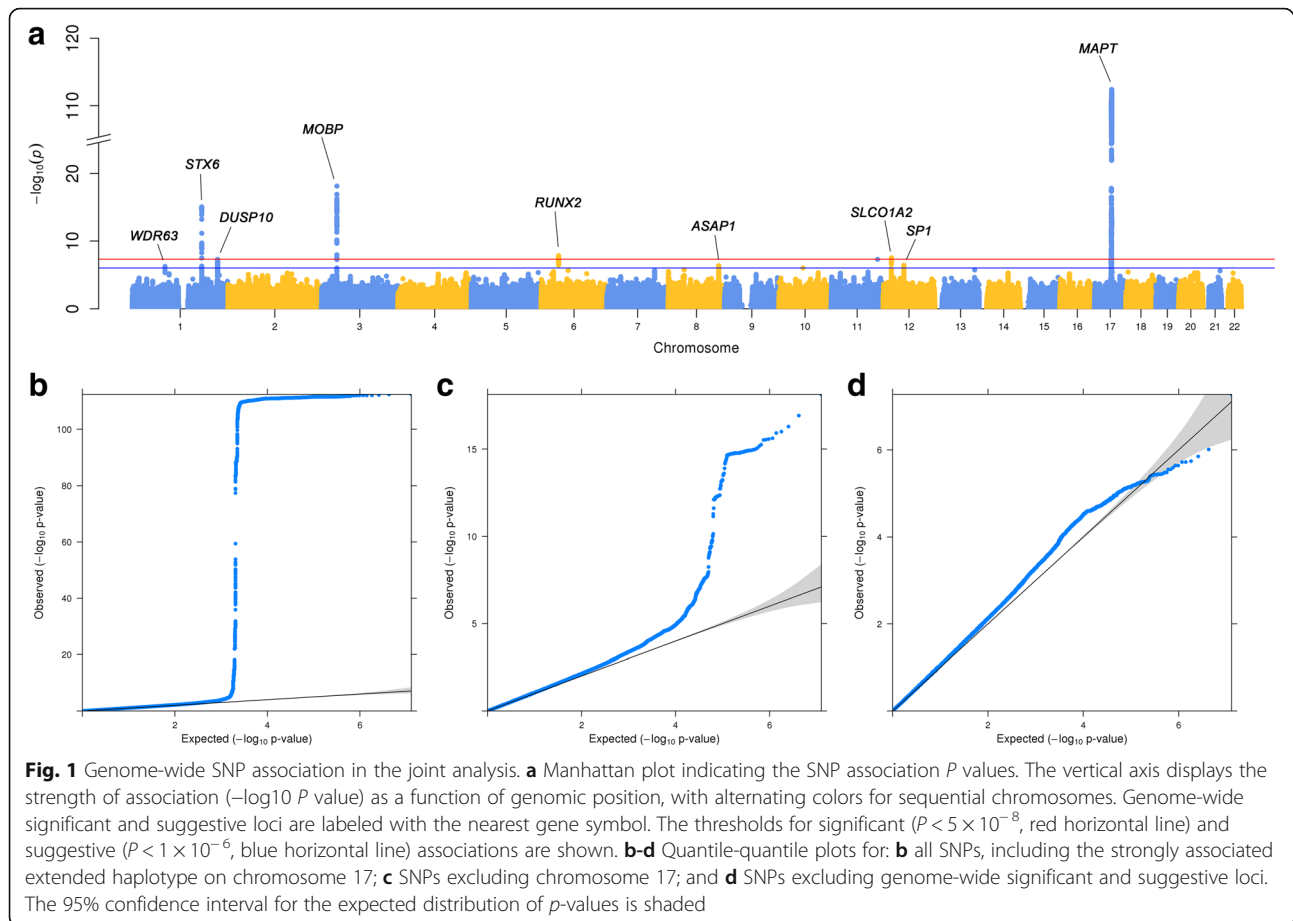 a
120
110
20
10
0
−log10(p)
WDR63
STX6
DUSP10
MOBP
RUNX2
ASAP1
SLCO1A2
SP1
MAPT
1 2 3 4 5 6 7 8 9 10 11 12 13 14 15 16 17 18 19 20 21 22
Chromosome
b
100
80
60
40
20
Observed (−log10 p-value)
2 4 6
Expected (−log10 p-value)
c
15
10
5
Observed (−log10 p-value)
2 4 6
Expected (−log10 p-value)
d
6
4
2
Observed (−log10 p-value)
2 4 6
Expected (−log10 p-value)
Fig. 1 Genome-wide SNP association in the joint analysis. a Manhattan plot indicating the SNP association P values. The vertical axis displays the
strength of association (−log10 P value) as a function of genomic position, with alternating colors for sequential chromosomes. Genome-wide
significant and suggestive loci are labeled with the nearest gene symbol. The thresholds for significant (P < 5 × 10⁻⁸, red horizontal line) and
suggestive (P < 1 × 10⁻⁶, blue horizontal line) associations are shown. b-d Quantile-quantile plots for: b all SNPs, including the strongly associated
extended haplotype on chromosome 17; c SNPs excluding chromosome 17; and d SNPs excluding genome-wide significant and suggestive loci.
The 95% confidence interval for the expected distribution of p-values is shaded